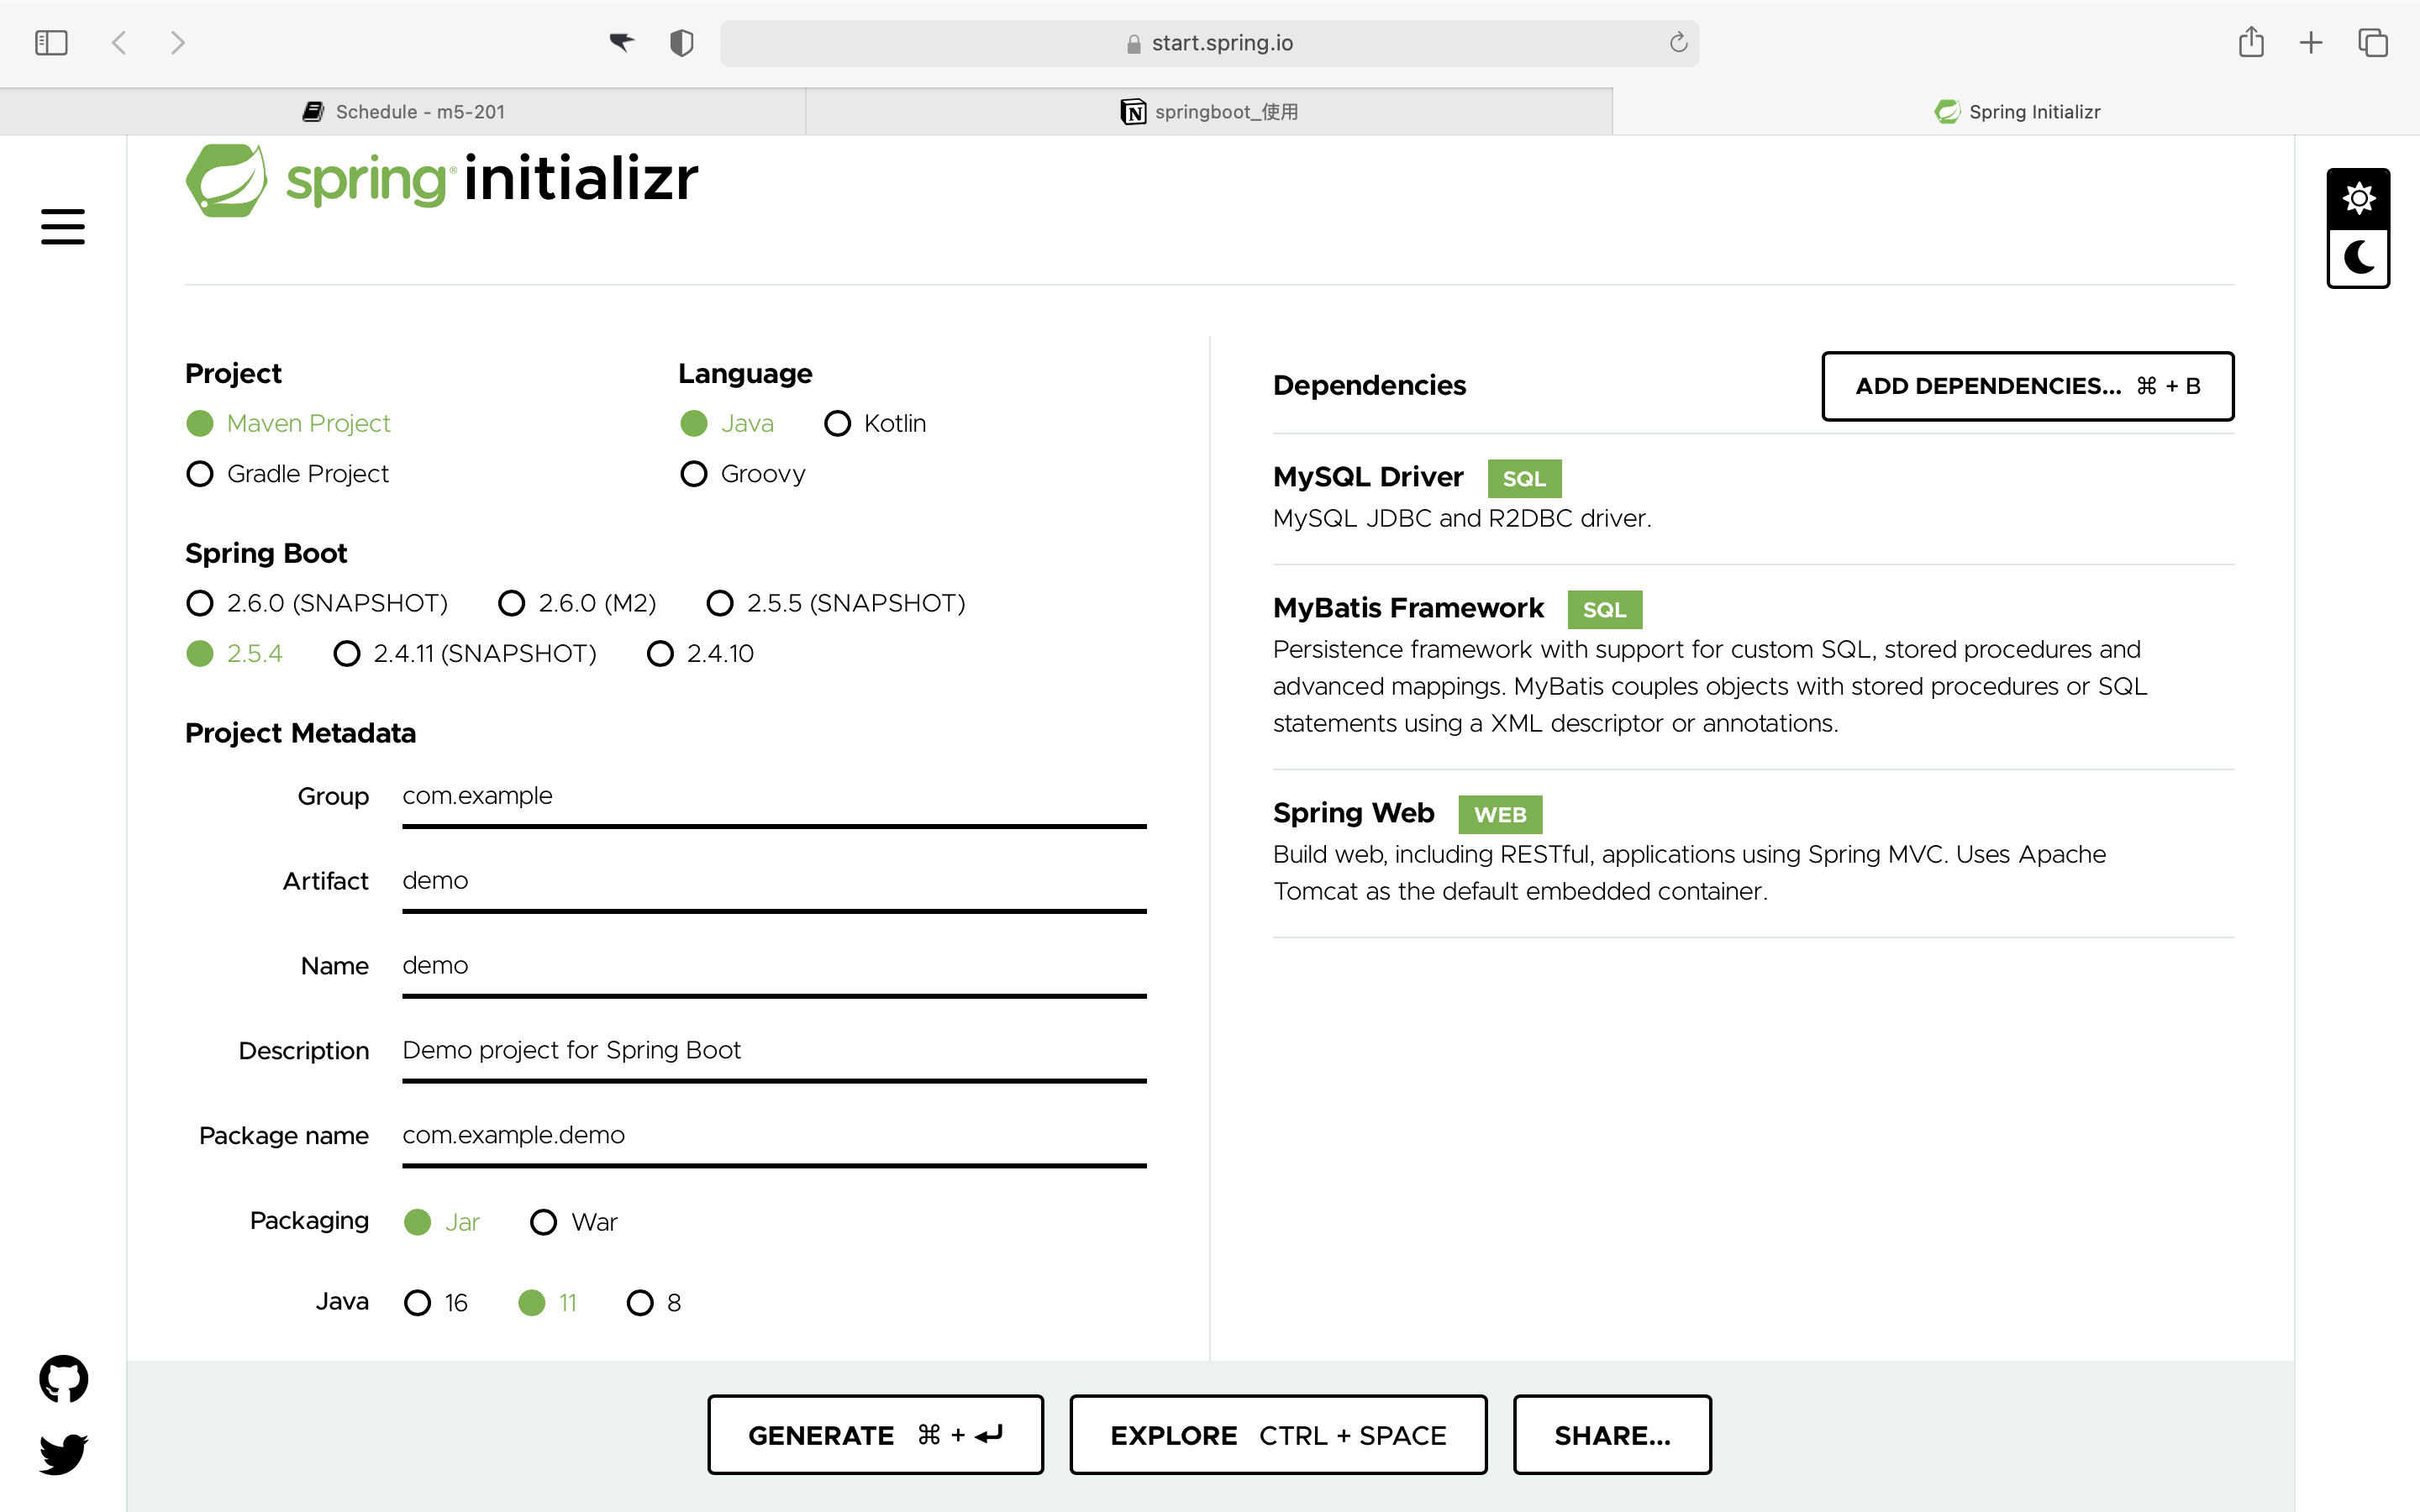 start.spring.io
Schedule - m5-201
springboot_使用
Spring Initializr
spring® initializr
Project
Maven Project
Gradle Project
Language
Java Kotlin
Groovy
Spring Boot
2.6.0 (SNAPSHOT) 2.6.0 (M2) 2.5.5 (SNAPSHOT)
2.5.4 2.4.11 (SNAPSHOT) 2.4.10
Project Metadata
Group com.example
Artifact demo
Name demo
Description Demo project for Spring Boot
Package name com.example.demo
Packaging Jar War
Java 16 11 8
Dependencies
ADD DEPENDENCIES... ⌘ + B
MySQL Driver SQL
MySQL JDBC and R2DBC driver.
MyBatis Framework SQL
Persistence framework with support for custom SQL, stored procedures and
advanced mappings. MyBatis couples objects with stored procedures or SQL
statements using a XML descriptor or annotations.
Spring Web WEB
Build web, including RESTful, applications using Spring MVC. Uses Apache
Tomcat as the default embedded container.
GENERATE ⌘ + ↵
EXPLORE CTRL + SPACE
SHARE...